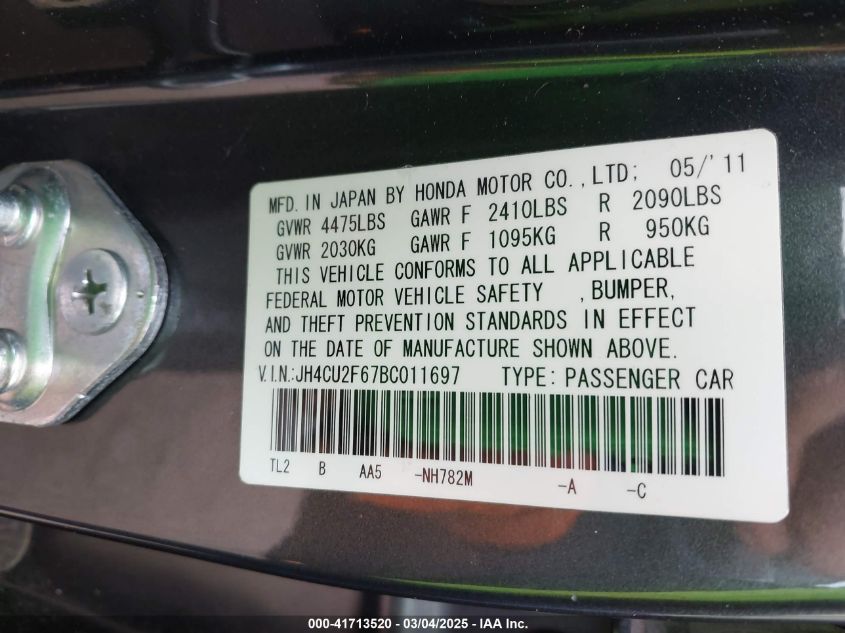 MFD. IN JAPAN BY HONDA MOTOR CO.,LTD; 05/'11
GVWR 4475LBS GAWR F 2410LBS R 2090LBS
GVWR 2030KG GAWR F 1095KG R 950KG
THIS VEHICLE CONFORMS TO ALL APPLICABLE
FEDERAL MOTOR VEHICLE SAFETY ,BUMPER,
AND THEFT PREVENTION STANDARDS IN EFFECT
ON THE DATE OF MANUFACTURE SHOWN ABOVE.
V.I.N.:JH4CU2F67BC011697 TYPE: PASSENGER CAR
TL2 B AA5 -NH782M -A -C
000-41713520 - 03/04/2025 - IAA Inc.